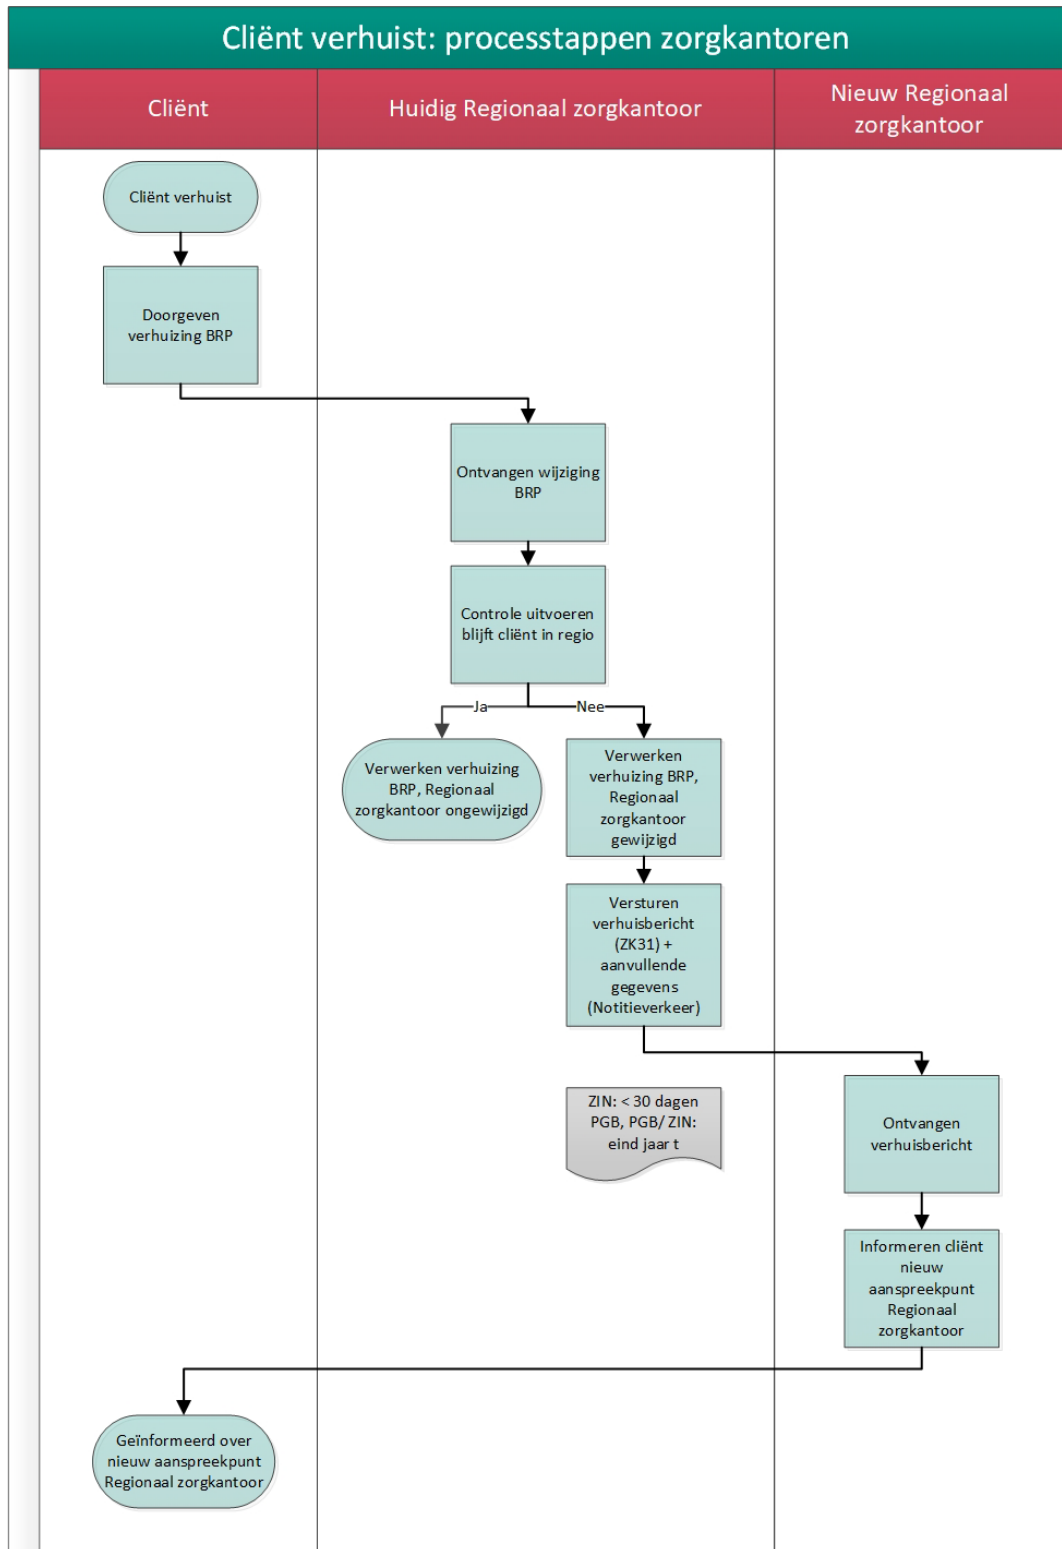 Cliënt verhuist: processtappen zorgkantoren
Cliënt
Huidig Regionaal zorgkantoor
Nieuw Regionaal
zorgkantoor
Cliënt verhuist
Doorgeven
verhuizing BRP
Ontvangen wijziging
BRP
Controle uitvoeren
blijft cliënt in regio
Ja
Nee
Verwerken verhuizing
BRP, Regionaal
zorgkantoor ongewijzigd
Verwerken
verhuizing BRP,
Regionaal
zorgkantoor
gewijzigd
Versturen
verhuisbericht
(ZK31) +
aanvullende
gegevens
(Notitieverkeer)
ZIN: < 30 dagen
PGB, PGB/ ZIN:
eind jaar t
Ontvangen
verhuisbericht
Informeren cliënt
nieuw
aanspreekpunt
Regionaal
zorgkantoor
Geïnformeerd over
nieuw aanspreekpunt
Regionaal zorgkantoor